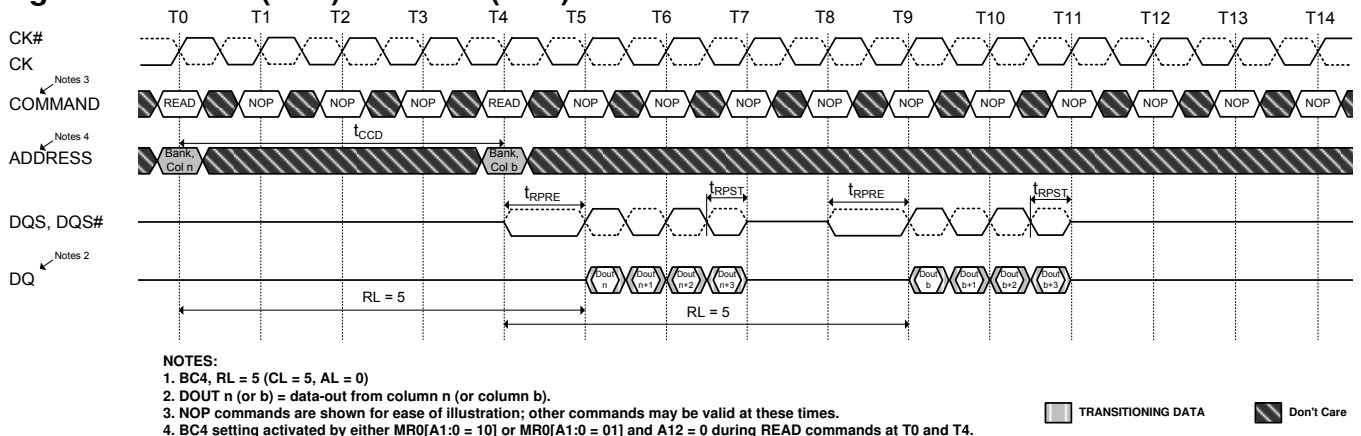 T0 T1 T2 T3 T4 T5 T6 T7 T8 T9 T10 T11 T12 T13 T14
CK#
CK
Notes 3
COMMAND READ NOP NOP NOP READ NOP NOP NOP NOP NOP NOP NOP NOP NOP NOP
tCCD
Notes 4
ADDRESS Bank, Col n Bank, Col b
tRPRE tRPST tRPRE tRPST
DQS, DQS#
Notes 2
DQ Dout n Dout n+1 Dout n+2 Dout n+3 Dout b Dout b+1 Dout b+2 Dout b+3
RL = 5
RL = 5
NOTES:
1. BC4, RL = 5 (CL = 5, AL = 0)
2. DOUT n (or b) = data-out from column n (or column b).
3. NOP commands are shown for ease of illustration; other commands may be valid at these times.
4. BC4 setting activated by either MR0[A1:0 = 10] or MR0[A1:0 = 01] and A12 = 0 during READ commands at T0 and T4.
TRANSITIONING DATA Don't Care